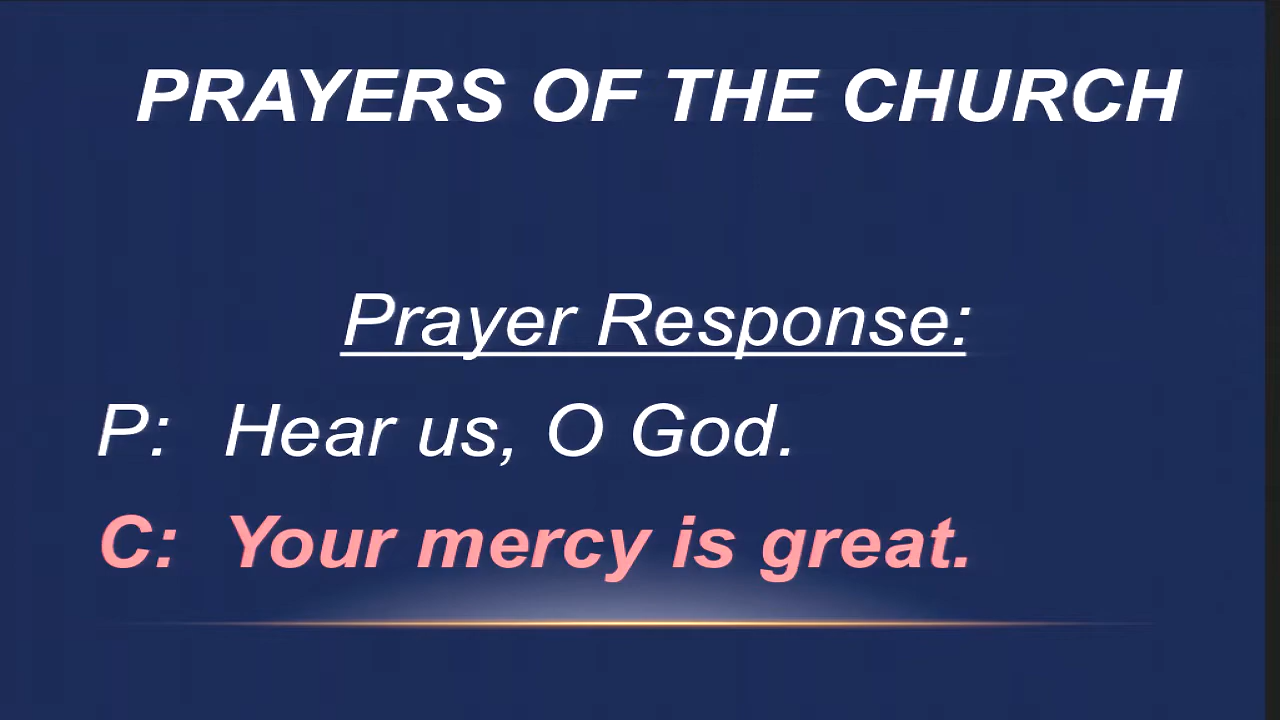 PRAYERS OF THE CHURCH
Prayer Response:
P: Hear us, O God.
C: Your mercy is great.